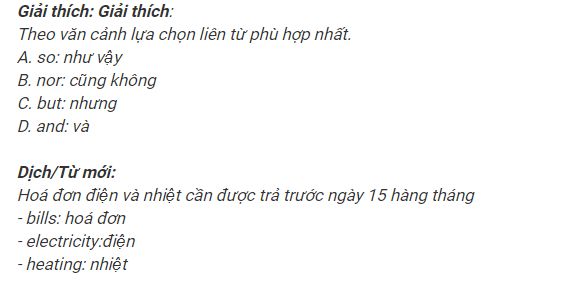 Giải thích: Giải thích:
Theo văn cảnh lựa chọn liên từ phù hợp nhất.
A. so: như vậy
B. nor: cũng không
C. but: nhưng
D. and: và
Dịch/Từ mới:
Hoá đơn điện và nhiệt cần được trả trước ngày 15 hàng tháng
- bills: hoá đơn
- electricity:điện
- heating: nhiệt